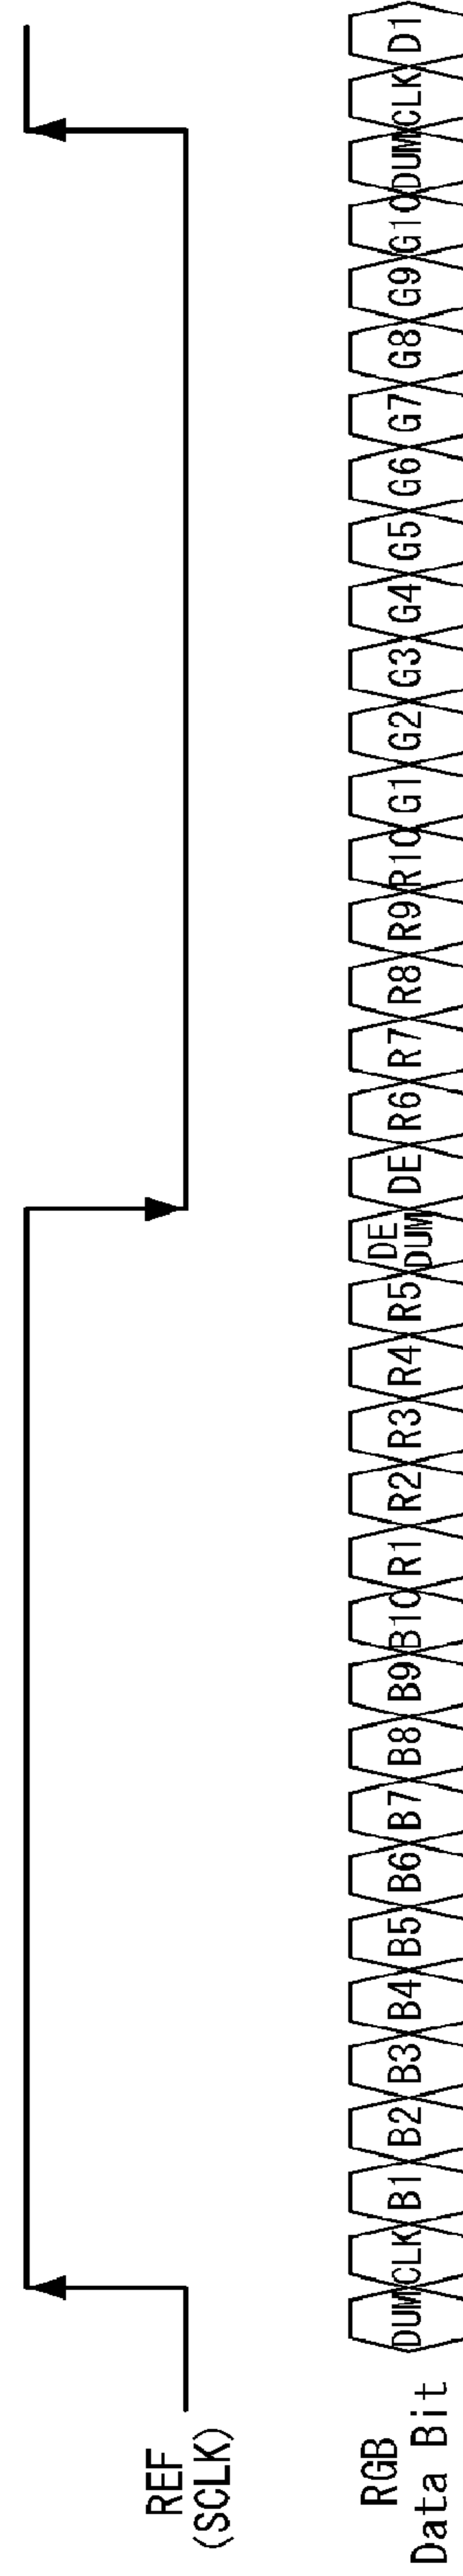 REF
(SCLK)
RGB
Data Bit
DUM CLK B1 B2 B3 B4 B5 B6 B7 B8 B9 B10 R1 R2 R3 R4 R5 DE DUM DE R6 R7 R8 R9 R10 G1 G2 G3 G4 G5 G6 G7 G8 G9 G10 DUM CLK D1